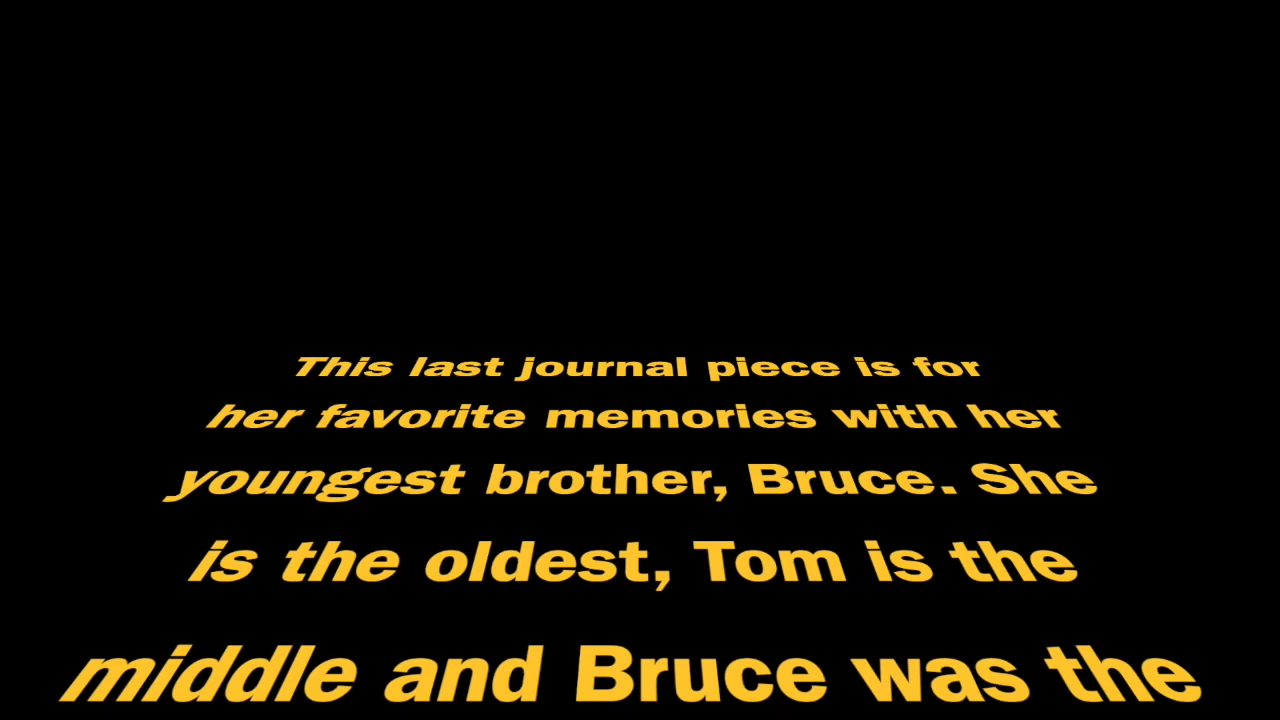 This last journal piece is for
her favorite memories with her
youngest brother, Bruce. She
is the oldest, Tom is the
middle and Bruce was the